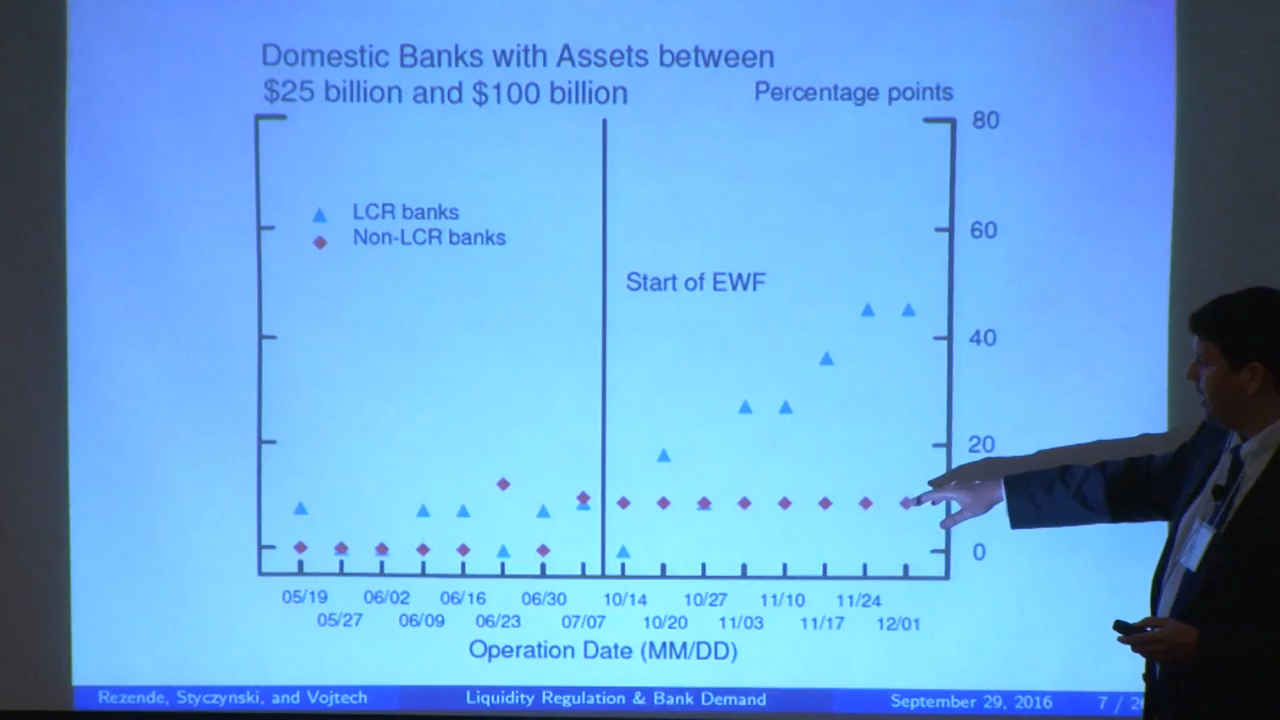 Domestic Banks with Assets between
$25 billion and $100 billion
Percentage points
80
60
40
20
0
LCR banks
Non-LCR banks
Start of EWF
05/19 06/02 06/16 06/30 10/14 10/27 11/10 11/24
05/27 06/09 06/23 07/07 10/20 11/03 11/17 12/01
Operation Date (MM/DD)
Rezende, Styczynski, and Vojtech Liquidity Regulation & Bank Demand September 29, 2016 7 /